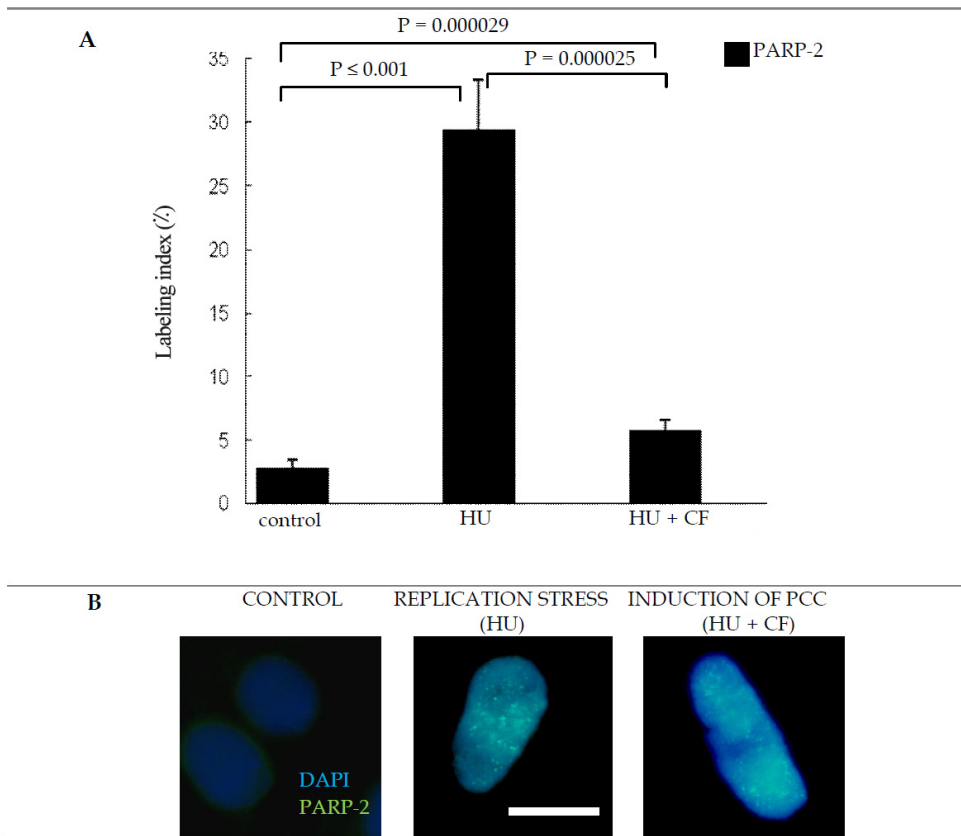 A
P = 0.000029
PARP-2
P ≤ 0.001
P = 0.000025
35
30
25
20
15
10
5
0
Labeling index (%)
control HU HU + CF
B
CONTROL REPLICATION STRESS INDUCTION OF PCC
(HU) (HU + CF)
DAPI
PARP-2